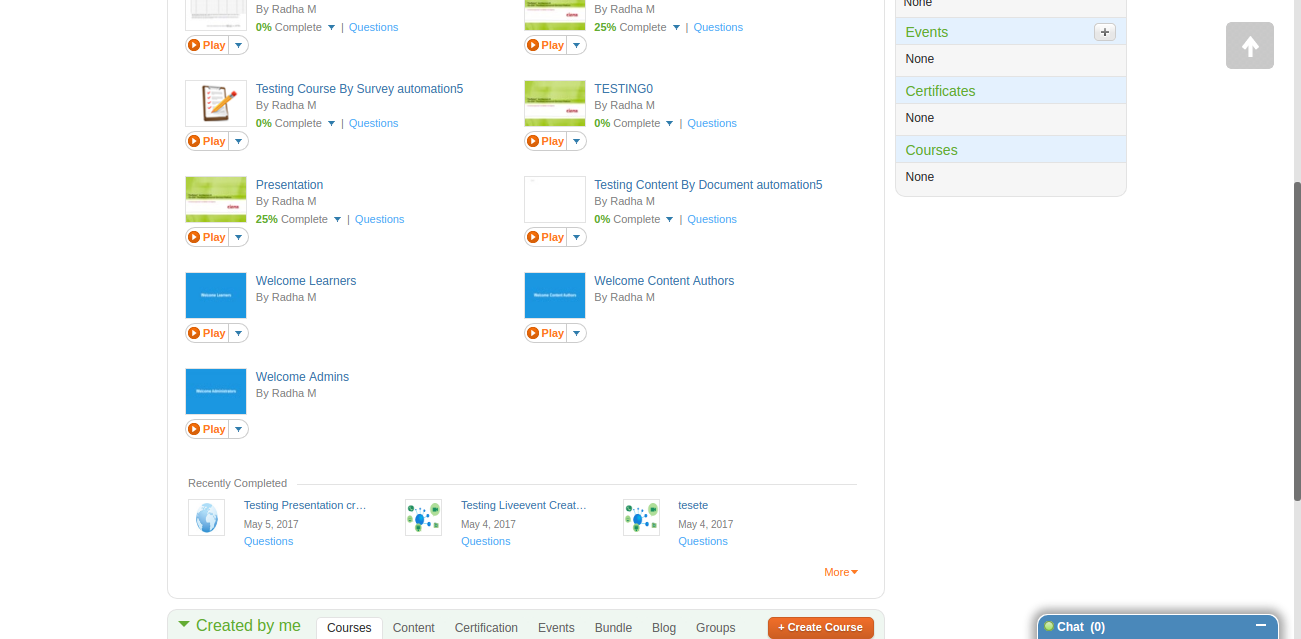 By Radha M
0% Complete | Questions
Play
By Radha M
25% Complete | Questions
Play
Testing Course By Survey automation5
By Radha M
0% Complete | Questions
Play
TESTING0
By Radha M
0% Complete | Questions
Play
Presentation
By Radha M
25% Complete | Questions
Play
Testing Content By Document automation5
By Radha M
0% Complete | Questions
Play
Welcome Learners
Welcome Learners
By Radha M
Play
Welcome Content Authors
Welcome Content Authors
By Radha M
Play
Welcome Administrators
Welcome Admins
By Radha M
Play
Recently Completed
Testing Presentation cr…
May 5, 2017
Questions
Testing Liveevent Creat…
May 4, 2017
Questions
tesete
May 4, 2017
Questions
More
Created by me
Courses Content Certification Events Bundle Blog Groups
+ Create Course
None
Events +
None
Certificates
None
Courses
None
Chat (0)